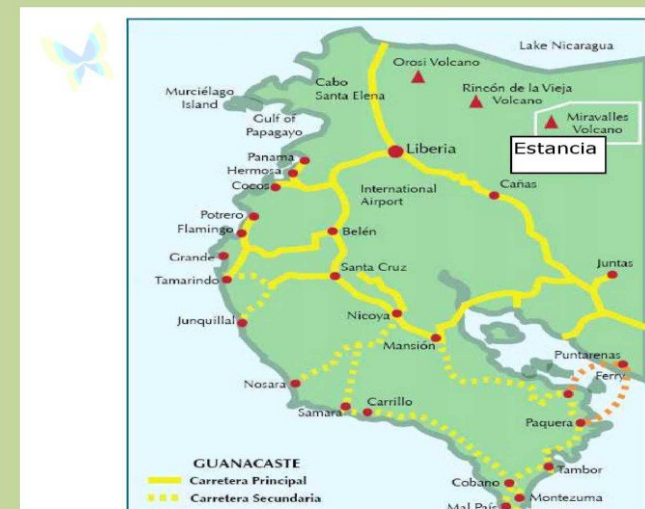 Lake Nicaragua
Orosi Volcano
Cabo
Santa Elena
Rincón de la Vieja
Volcano
Murciélago
Island
Gulf of
Papagayo
Miravalles
Volcano
Estancia
Liberia
Panama
Hermosa
Cocos
International
Airport
Cañas
Potrero
Flamingo
Belén
Grande
Santa Cruz
Juntas
Tamarindo
Junquillal
Nicoya
Mansión
Puntarenas
Ferry
Nosara
Samara
Carrillo
Paquera
GUANACASTE
Carretera Principal
Carretera Secundaria
Tambor
Cobano
Montezuma
Mal País